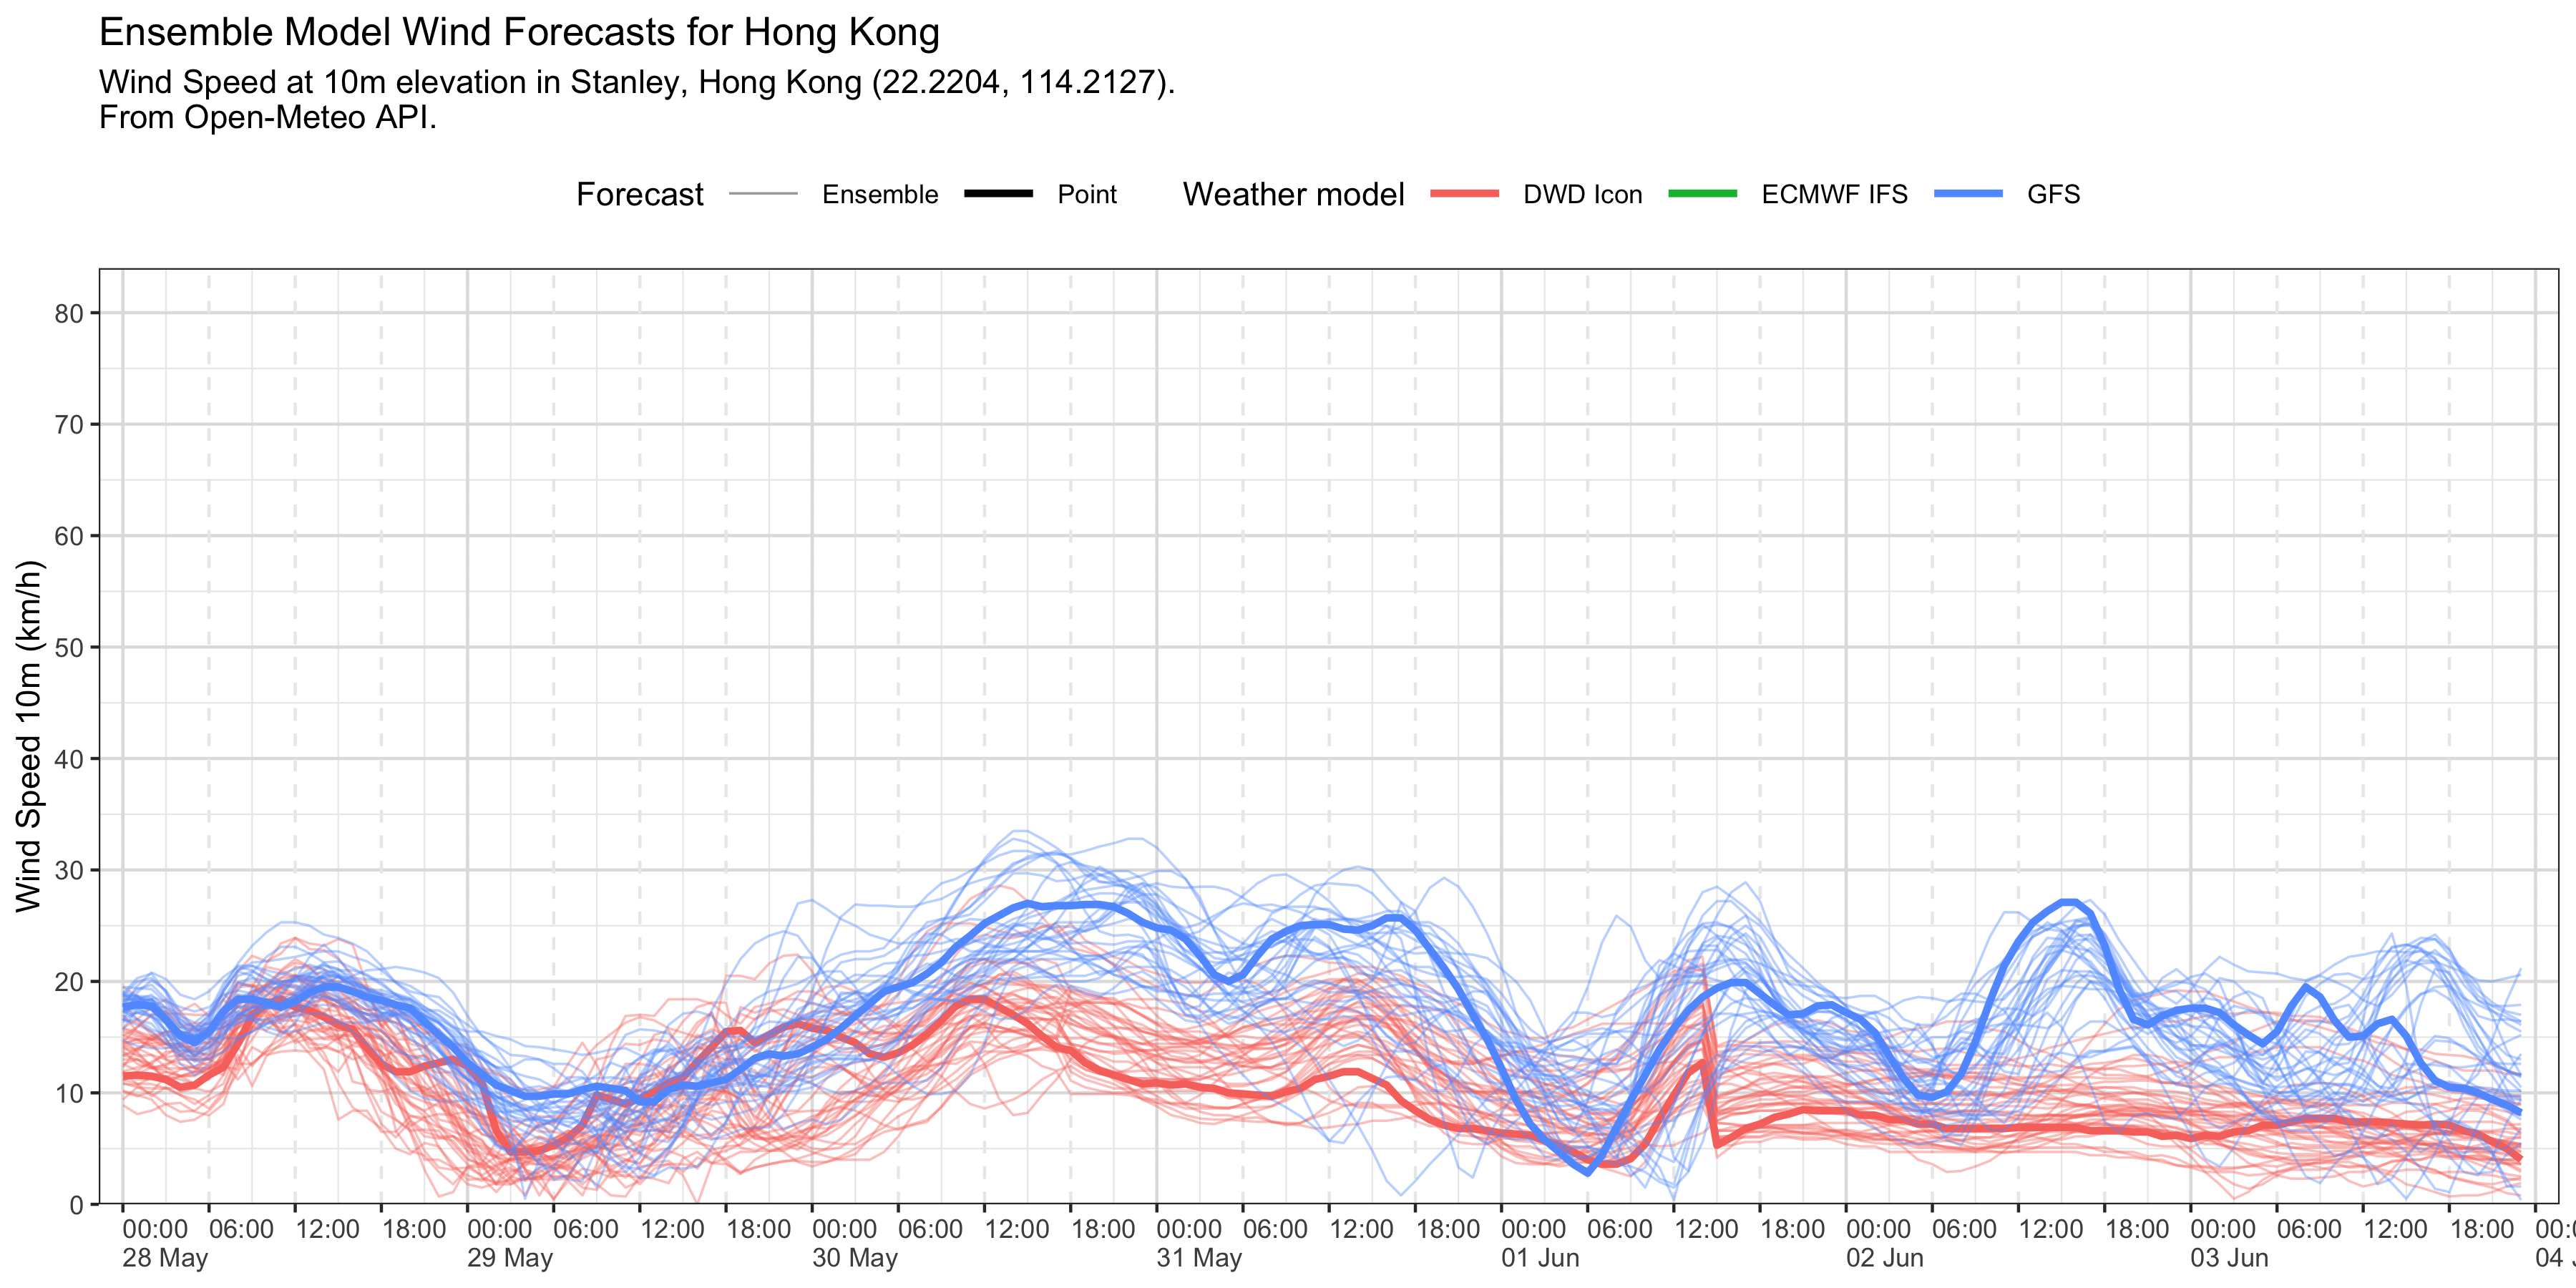 Ensemble Model Wind Forecasts for Hong Kong
Wind Speed at 10m elevation in Stanley, Hong Kong (22.2204, 114.2127).
From Open-Meteo API.
Forecast Ensemble Point Weather model DWD Icon ECMWF IFS GFS
Wind Speed 10m (km/h)
80
70
60
50
40
30
20
10
0
00:00 06:00 12:00 18:00 00:00 06:00 12:00 18:00 00:00 06:00 12:00 18:00 00:00 06:00 12:00 18:00 00:00 06:00 12:00 18:00 00:00 06:00 12:00 18:00 00:00 06:00 12:00 18:00
28 May 29 May 30 May 31 May 01 Jun 02 Jun 03 Jun 04